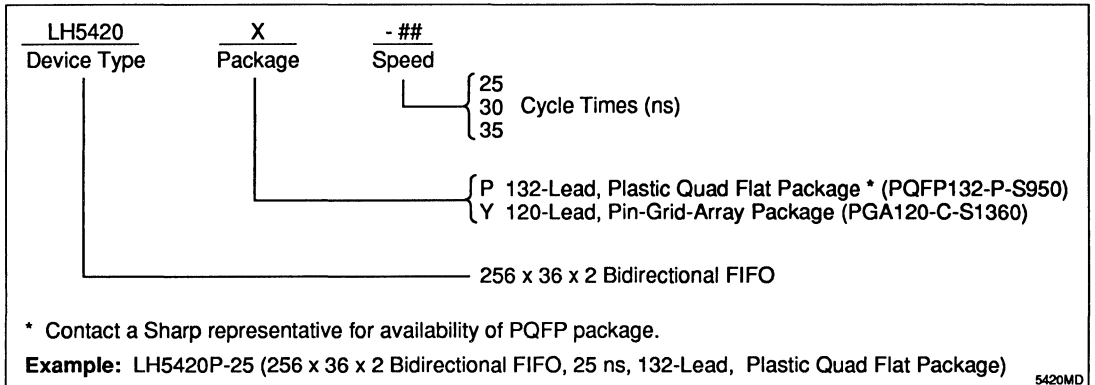 LH5420 X - ##
Device Type Package Speed
25
30 Cycle Times (ns)
35
P 132-Lead, Plastic Quad Flat Package * (PQFP132-P-S950)
Y 120-Lead, Pin-Grid-Array Package (PGA120-C-S1360)
256 x 36 x 2 Bidirectional FIFO
* Contact a Sharp representative for availability of PQFP package.
Example: LH5420P-25 (256 x 36 x 2 Bidirectional FIFO, 25 ns, 132-Lead, Plastic Quad Flat Package)
5420MD